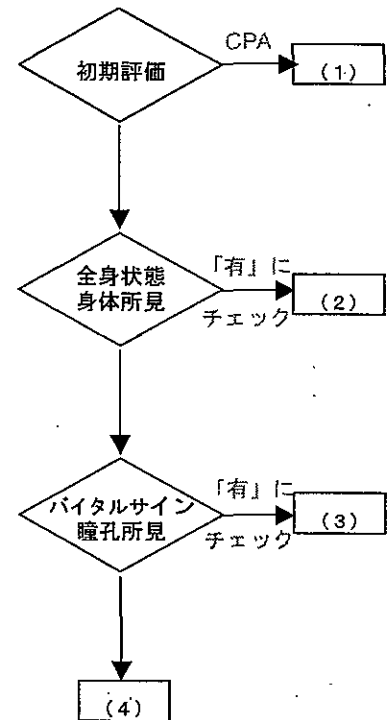 初期評価
CPA
(1)
全身状態
身体所見
「有」に
チェック
(2)
バイタルサイン
瞳孔所見
「有」に
チェック
(3)
(4)